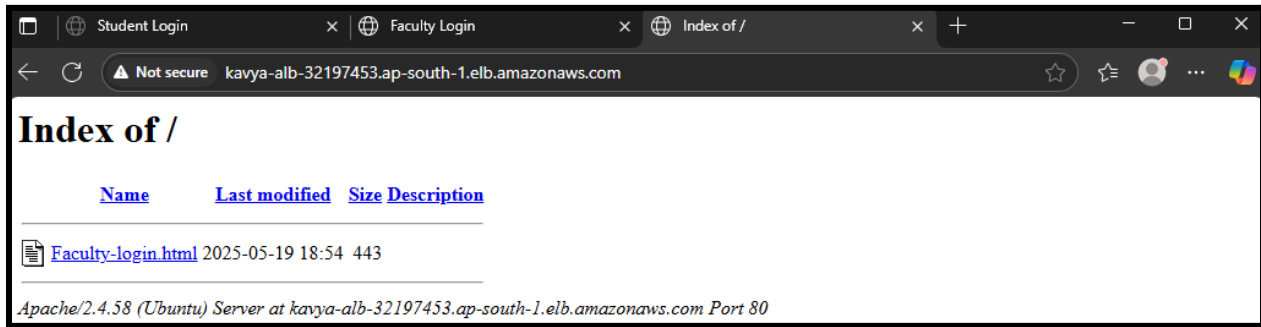 Student Login Faculty Login Index of /
Not secure kavya-alb-32197453.ap-south-1.elb.amazonaws.com
Index of /
Name Last modified Size Description
Faculty-login.html 2025-05-19 18:54 443
Apache/2.4.58 (Ubuntu) Server at kavya-alb-32197453.ap-south-1.elb.amazonaws.com Port 80